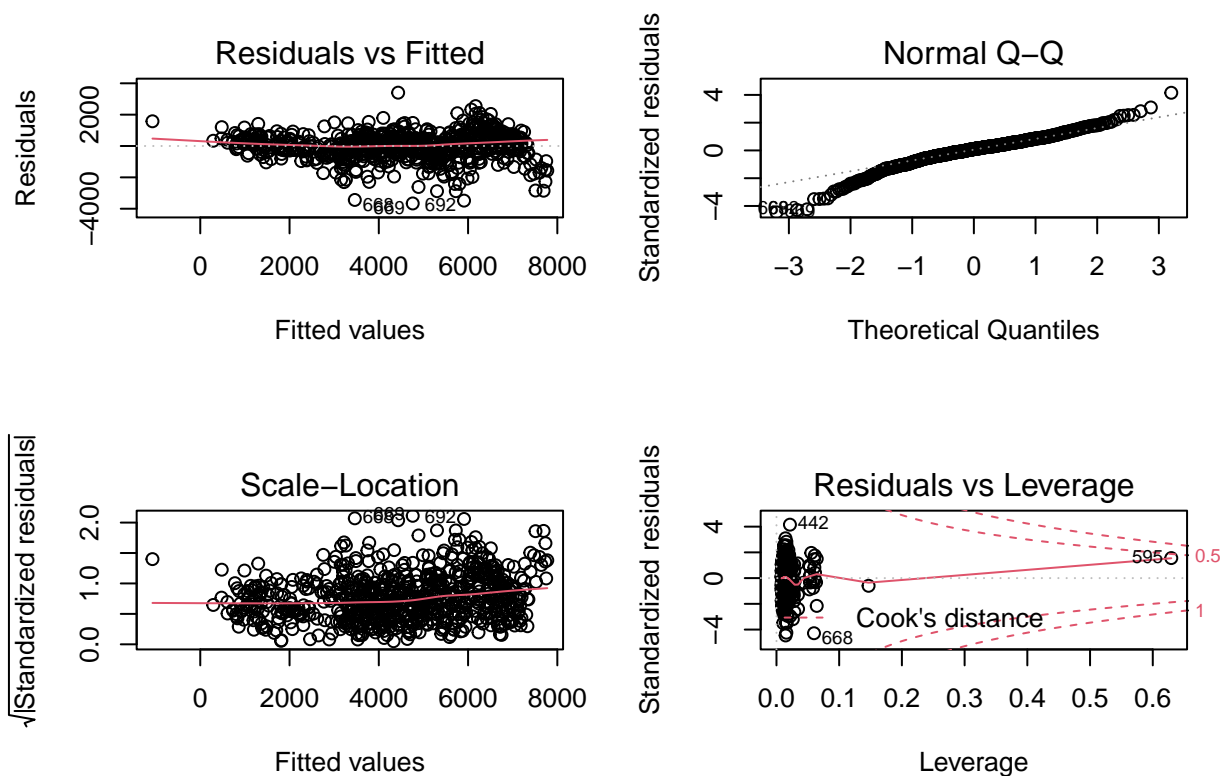 Residuals vs Fitted
Residuals
2000
−4000
668
669
692
0 2000 4000 6000 8000
Fitted values
Normal Q−Q
Standardized residuals
4
0
−4
−3 −2 −1 0 1 2 3
Theoretical Quantiles
Scale−Location
√|Standardized residuals|
2.0
1.0
0.0
692
0 2000 4000 6000 8000
Fitted values
Residuals vs Leverage
Standardized residuals
4
0
−4
442
595
668
Cook's distance
0.5
1
0.0 0.1 0.2 0.3 0.4 0.5 0.6
Leverage